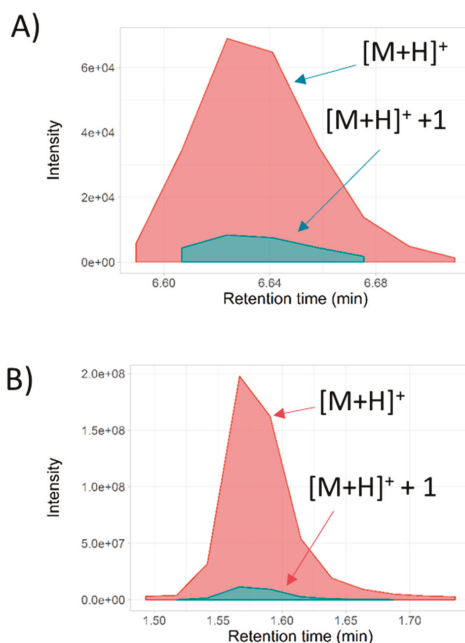 A)
[M+H]⁺
[M+H]⁺ +1
6e+04
4e+04
2e+04
0e+00
Intensity
6.60 6.64 6.68
Retention time (min)
B)
[M+H]⁺
[M+H]⁺ + 1
2.0e+08
1.5e+08
1.0e+08
5.0e+07
0.0e+00
Intensity
1.50 1.55 1.60 1.65 1.70
Retention time (min)